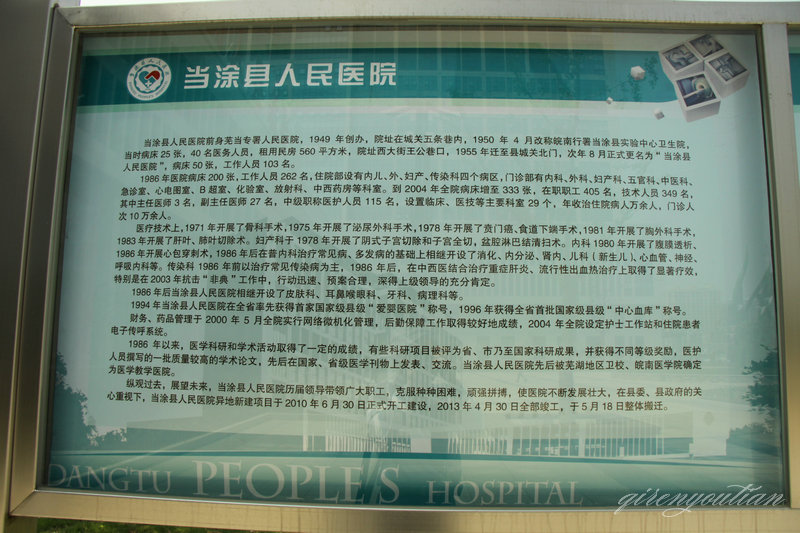 当涂县人民医院
当涂县人民医院前身芜当专署人民医院，1949 年创办，院址在城关五条巷内，1950 年 4 月改称皖南行署当涂县实验中心卫生院，
当时病床 25 张，40 名医务人员，租用民房 560 平方米，院址西大街王公巷口，1955 年迁至县城关北门，次年 8 月正式更名为“当涂县
人民医院”，病床 50 张，工作人员 103 名。
1986年医院病床 200 张，工作人员 262 名，住院部设有内儿、外、妇产、传染科四个病区，门诊部有内科、外科、妇产科、五官科、中医科、
急诊室、心电图室、B 超室、化验室、放射科、中西药房等科室。到 2004 年全院病床增至 333 张，在职职工 405 名，技术人员 349 名，
其中主任医师 3 名，副主任医师 27 名，中级职称医护人员 115 名，设置临床、医技等主要科室 29 个，年收治住院病人万余人，门诊人
次 10 万余人。
医疗技术上，1971 年开展了骨科手术，1975 年开展了泌尿外科手术，1978 年开展了贲门癌、食道下端手术，1981 年开展了胸外科手术，
1983 年开展了肝叶、肺叶切除术。妇产科于 1978 年开展了阴式子宫切除和子宫全切，盆腔淋巴结清扫术。内科 1980 年开展了腹膜透析、
1986 年开展心包穿刺术，1986 年后在普内科治疗常见病、多发病的基础上相继开设了消化、内分泌、肾内、儿科（新生儿）、心血管、神经、
呼吸内科等。传染科 1986 年前以治疗常见传染病为主，1986 年后，在中西医结合治疗重症肝炎、流行性出血热治疗上取得了显著疗效，
特别是在 2003 年抗击“非典”工作中，行动迅速、预案合理，深得上级领导的充分肯定。
1986 年后当涂县人民医院相继开设了皮肤科、耳鼻喉眼科、牙科、病理科等。
1994 年当涂县人民医院在全省率先获得首家国家级县级“爱婴医院”称号，1996 年获得全省首批国家级县级“中心血库”称号。
财务、药品管理于 2000 年 5 月全院实行网络微机化管理，后勤保障工作取得较好地成绩，2004 年全院设定护士工作站和住院患者
电子传呼系统。
1986 年以来，医学科研和学术活动取得了一定的成绩，有些科研项目被评为省、市乃至国家科研成果，并获得不同等级奖励，医护
人员撰写的一批质量较高的学术论文，先后在国家、省级医学刊物上发表、交流。当涂县人民医院先后被芜湖地区卫校、皖南医学院确定
为医学教学医院。
纵观过去，展望未来，当涂县人民医院历届领导带领广大职工，克服种种困难，顽强拼搏，使医院不断发展壮大，在县委、县政府的关
心重视下，当涂县人民医院异地新建项目于 2010 年 6 月 30 日正式开工建设，2013 年 4 月 30 日全部竣工，于 5 月 18 日整体搬迁。
DANGTU PEOPLE'S HOSPITAL
qirenyoutian